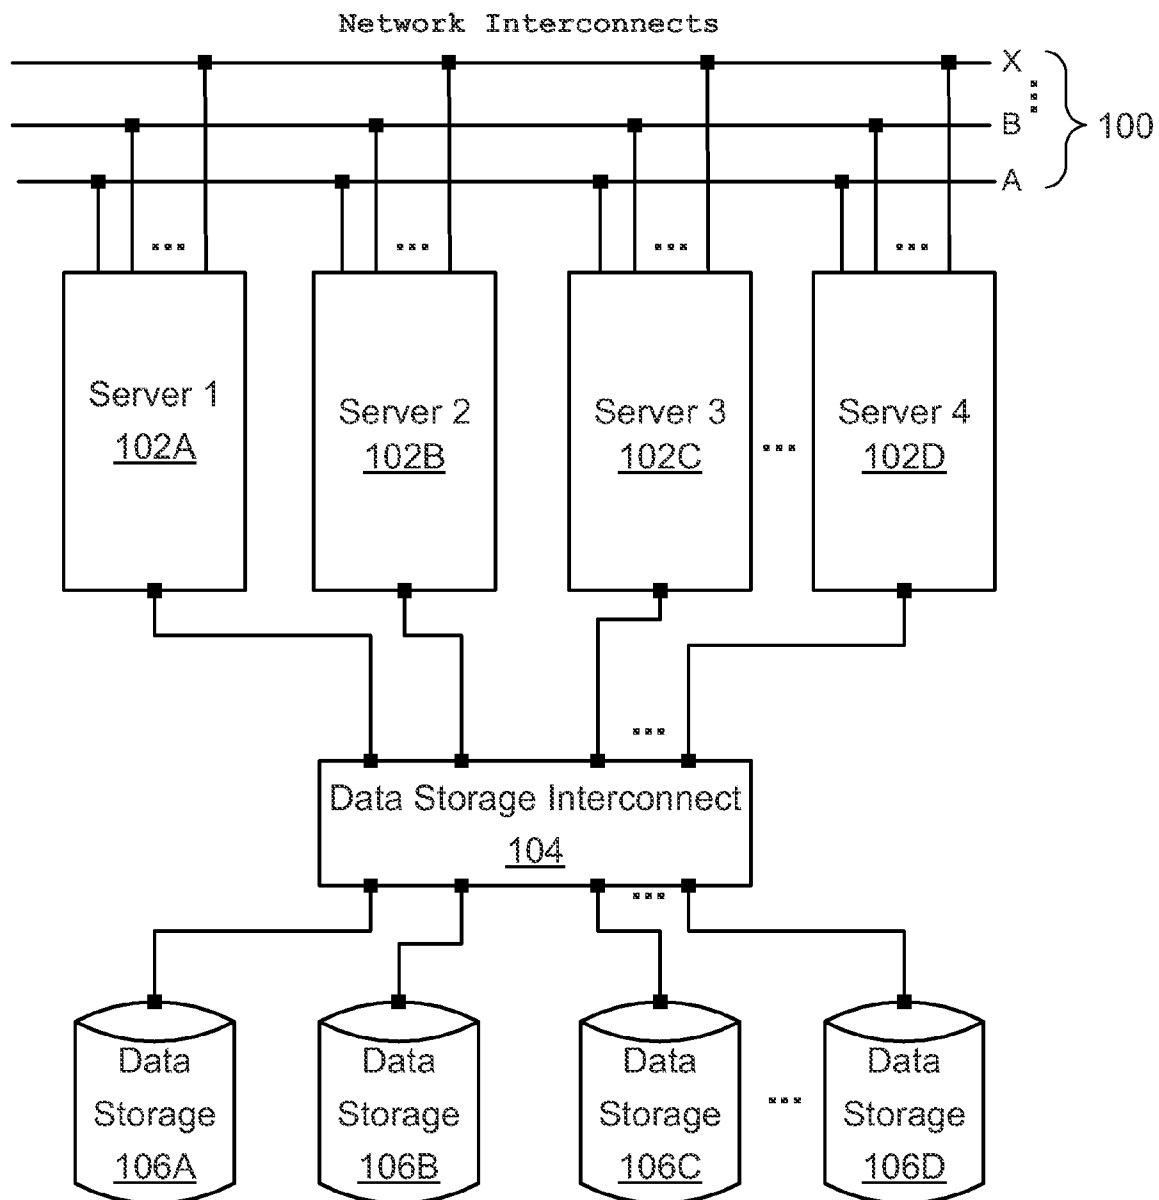 Network Interconnects
X
B
100
A
Server 1
102A
Server 2
102B
Server 3
102C
Server 4
102D
Data Storage Interconnect
104
Data
Storage
106A
Data
Storage
106B
Data
Storage
106C
Data
Storage
106D